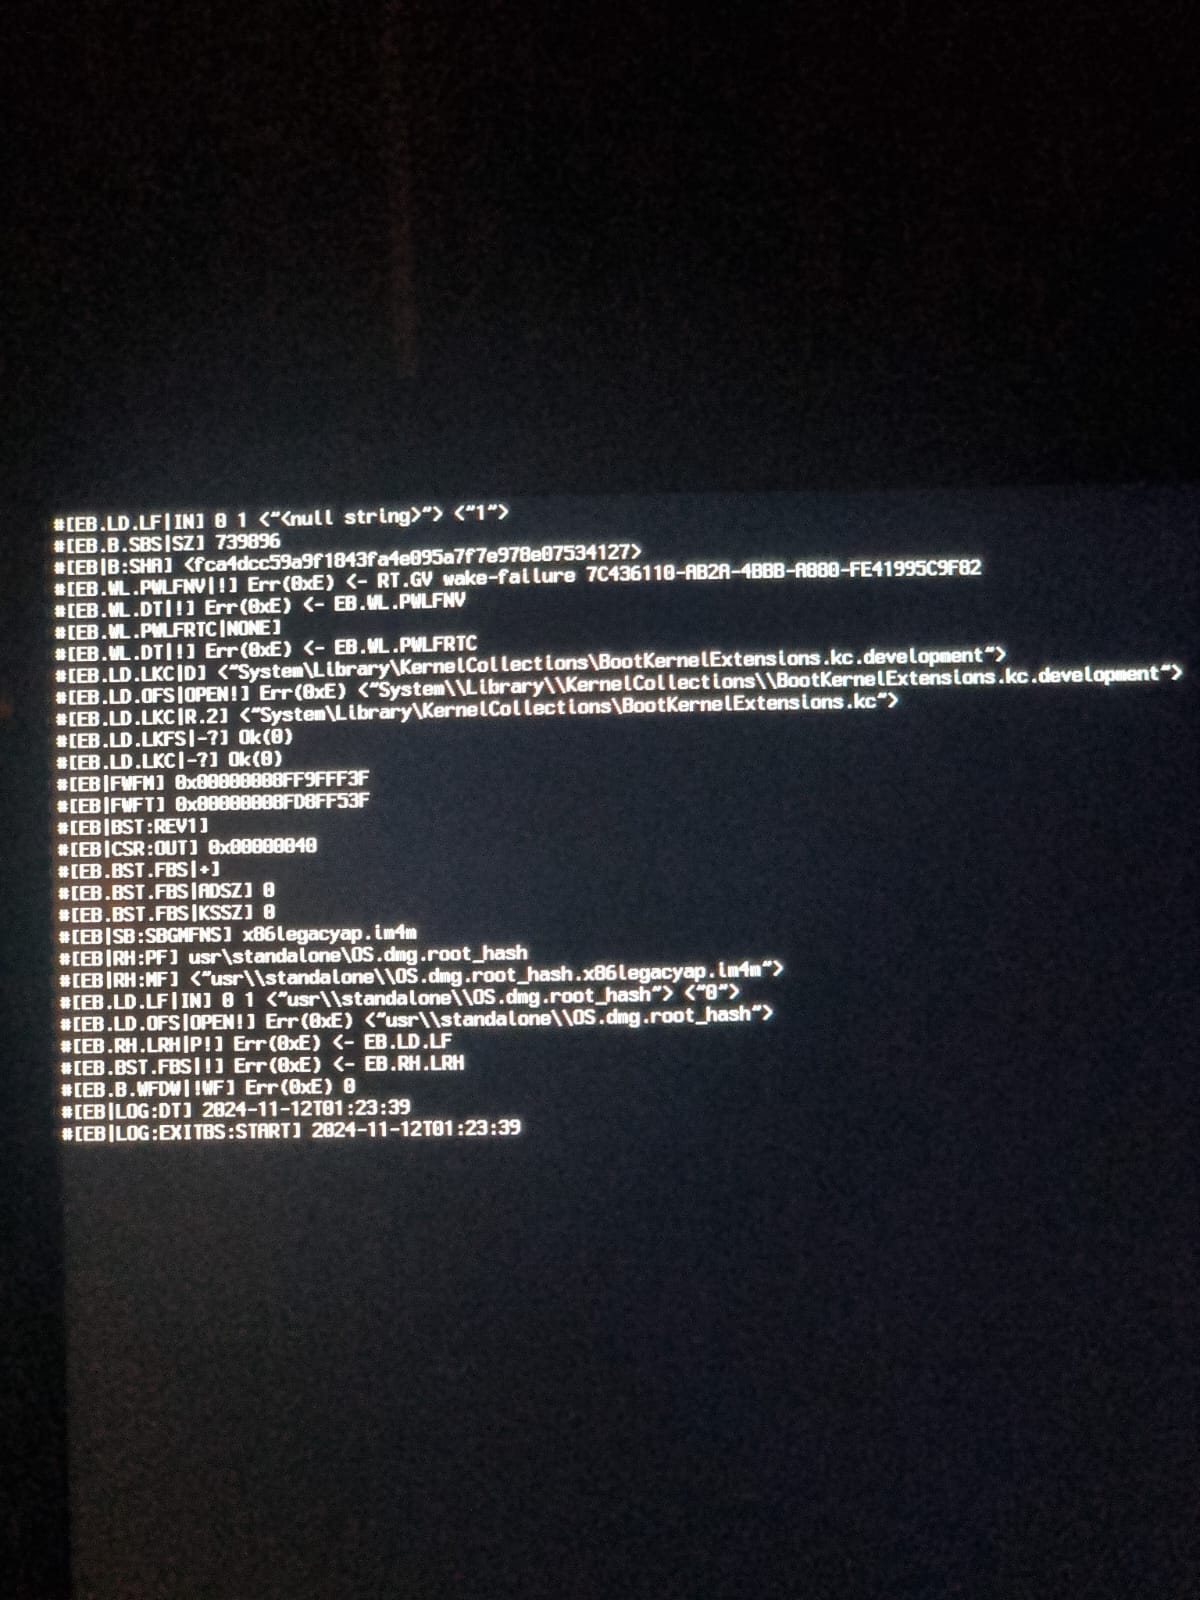 #[EB.LD.LF|IN] 0 1 <"<null string>"> <"1">
#[EB.B.SBS|SZ] 739896
#[EB|B:SHA] <fca4dcc59a9f1843fa4e095a7f7e978e07534127>
#[EB.WL.PWLFNV|!] Err(0xE) <- RT.GV wake-failure 7C436110-AB2A-4BBB-A880-FE41995C9F82
#[EB.WL.DT|!] Err(0xE) <- EB.WL.PWLFNV
#[EB.WL.PWLFRTC|NONE]
#[EB.WL.DT|!] Err(0xE) <- EB.WL.PWLFRTC
#[EB.LD.LKC|D] <"System\Library\KernelCollections\BootKernelExtensions.kc.development">
#[EB.LD.OFS|OPEN!] Err(0xE) <"System\\Library\\KernelCollections\\BootKernelExtensions.kc.development">
#[EB.LD.LKC|R.2] <"System\Library\KernelCollections\BootKernelExtensions.kc">
#[EB.LD.LKFS|-?] Ok(0)
#[EB.LD.LKC|-?] Ok(0)
#[EB|FWFM] 0x00000008FF9FFF3F
#[EB|FWFT] 0x00000008FD8FF53F
#[EB|BST:REV1]
#[EB|CSR:OUT] 0x00000040
#[EB.BST.FBS|+]
#[EB.BST.FBS|ADSZ] 0
#[EB.BST.FBS|KSSZ] 0
#[EB|SB:SBGMFNS] x86legacyap.im4m
#[EB|RH:PF] usr\standalone\OS.dmg.root_hash
#[EB|RH:MF] <"usr\\standalone\\OS.dmg.root_hash.x86legacyap.im4m">
#[EB.LD.LF|IN] 0 1 <"usr\\standalone\\OS.dmg.root_hash"> <"0">
#[EB.LD.OFS|OPEN!] Err(0xE) <"usr\\standalone\\OS.dmg.root_hash">
#[EB.RH.LRH|P!] Err(0xE) <- EB.LD.LF
#[EB.BST.FBS|!] Err(0xE) <- EB.RH.LRH
#[EB.B.WFDW|!WF] Err(0xE) 0
#[EB|LOG:DT] 2024-11-12T01:23:39
#[EB|LOG:EXITBS:START] 2024-11-12T01:23:39